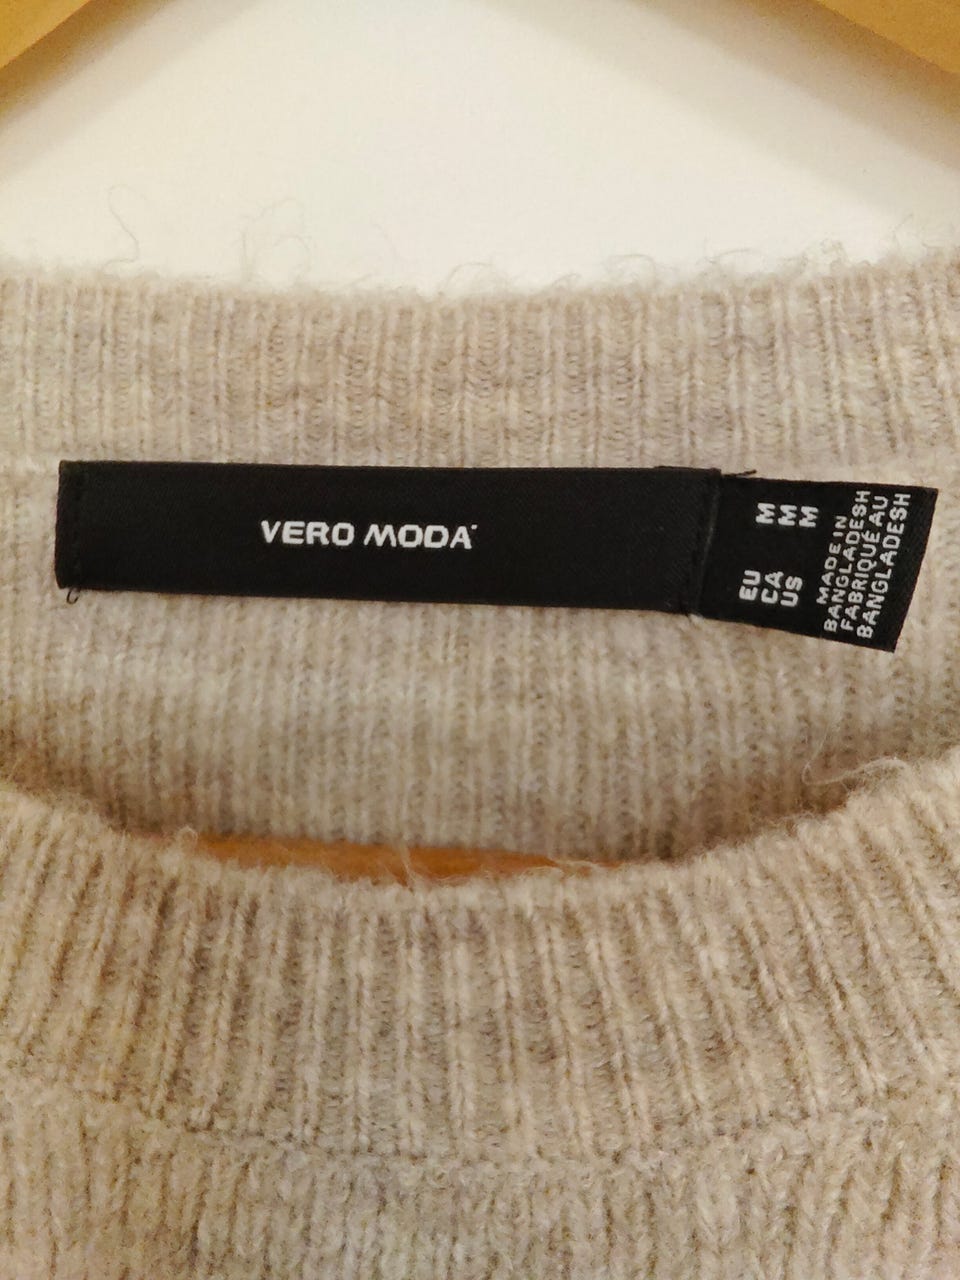 VERO MODA
EU M
CA M
US M
MADE IN
BANGLADESH
FABRIQUÉ AU
BANGLADESH